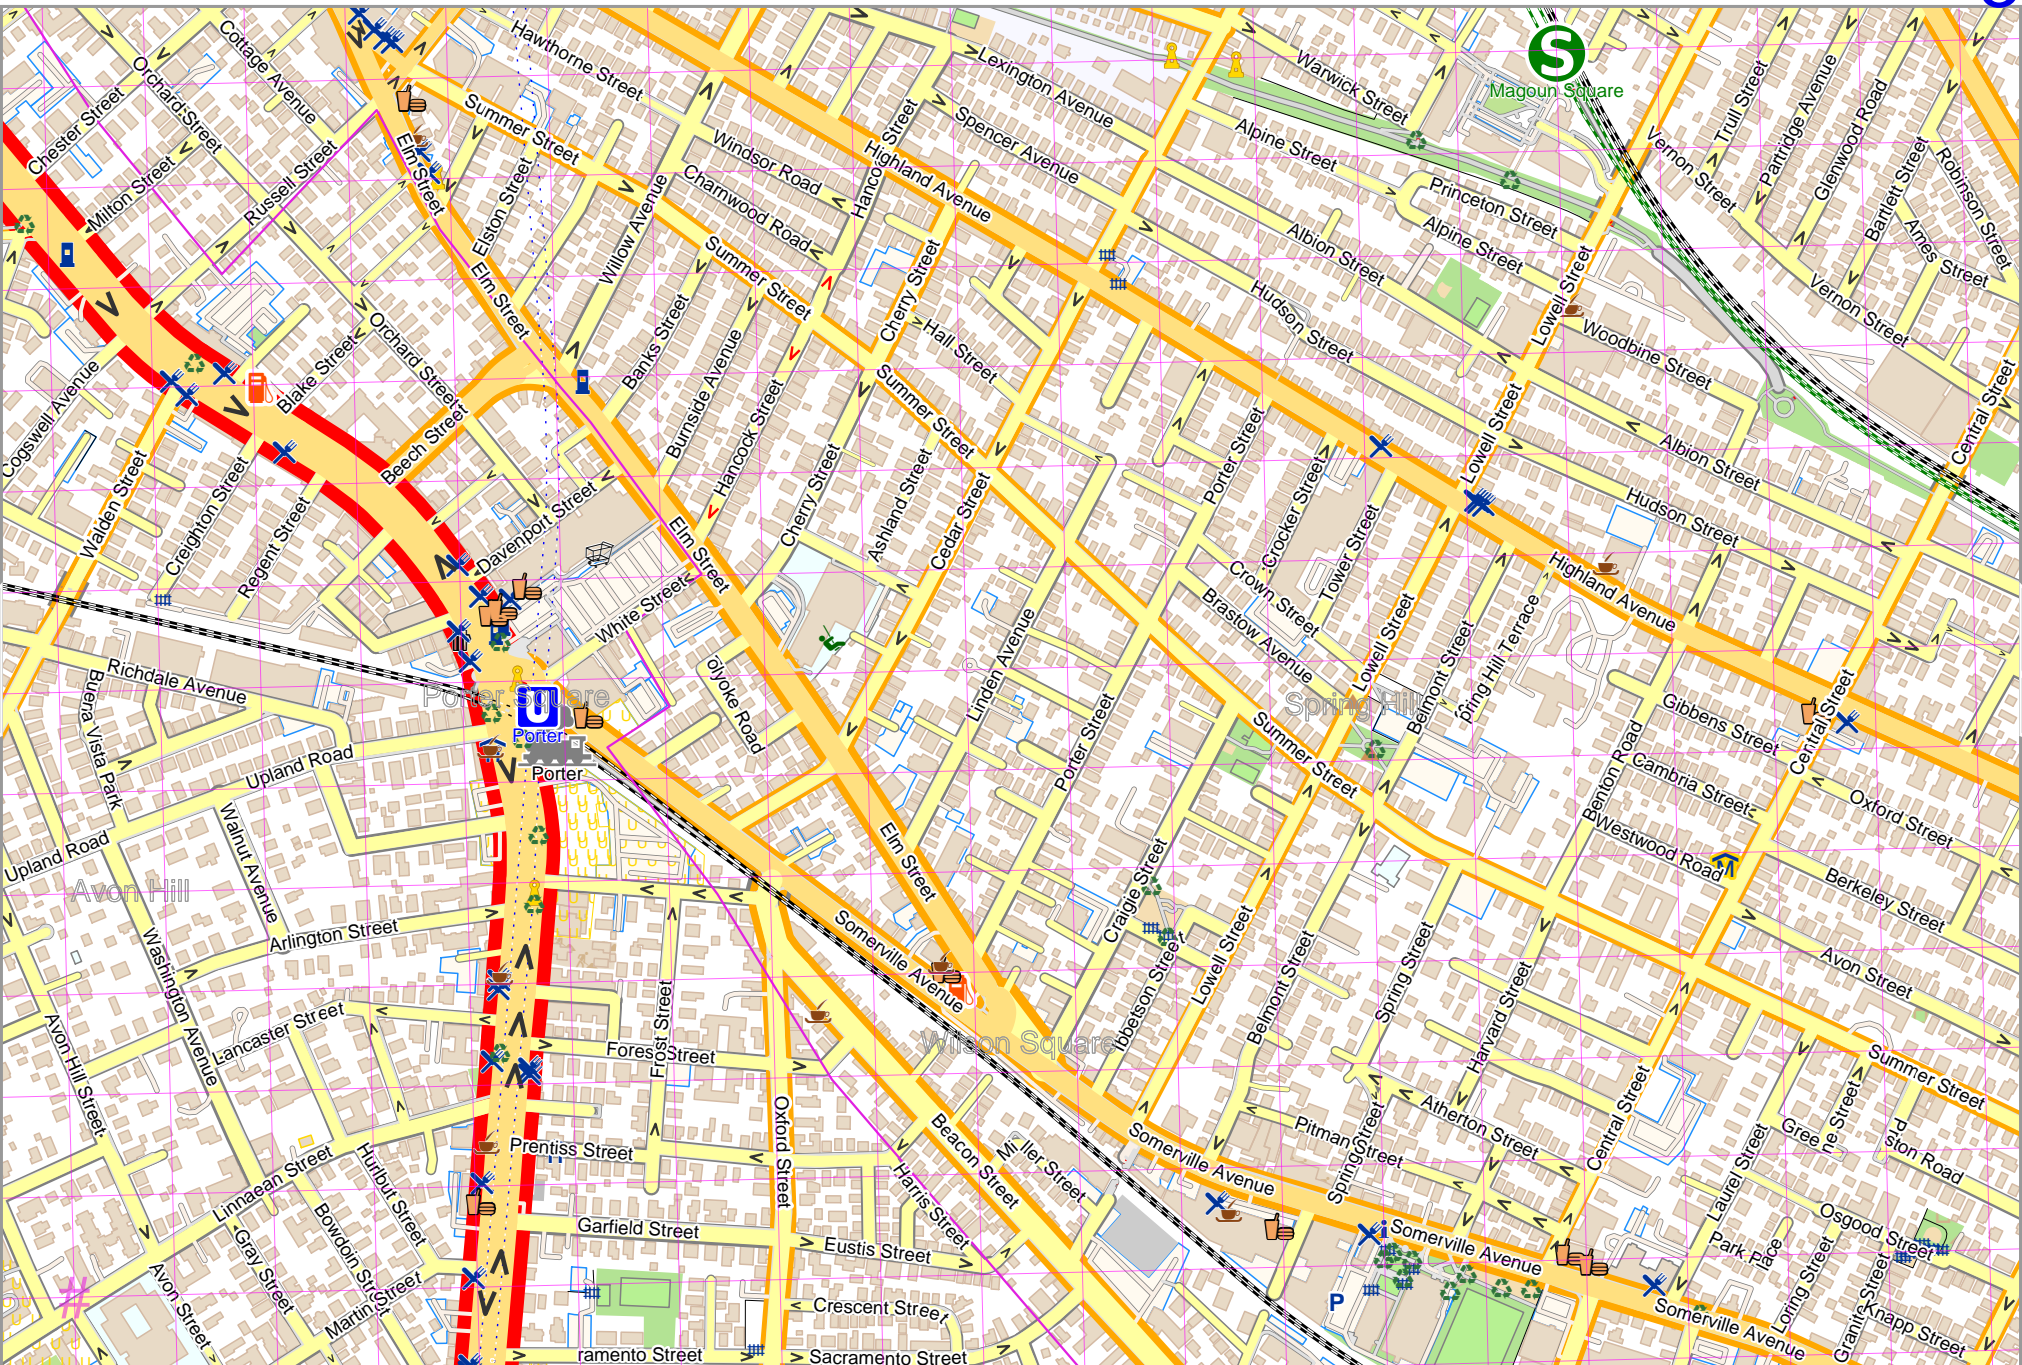 Hawthorne Street
Cottage Avenue
Orchard Street
Chester Street
Milton Street
Russell Street
Elm Street
Summer Street
Elston Street
Willow Avenue
Windsor Road
Charnwood Road
Hancock Street
Highland Avenue
Lexington Avenue
Spencer Avenue
Warwick Street
Alpine Street
Magoun Square
Vernon Street
Trull Street
Partridge Avenue
Glenwood Road
Bartlett Street
Robinson Street
Ames Street
Vernon Street
Princeton Street
Alpine Street
Albion Street
Lowell Street
Hudson Street
Woodbine Street
Central Street
Elm Street
Summer Street
Cherry Street
Hall Street
Banks Street
Burnside Avenue
Hancock Street
Orchard Street
Blake Street
Beech Street
Cogswell Avenue
Walden Street
Creighton Street
Regent Street
Davenport Street
Elm Street
Cherry Street
Ashland Street
Summer Street
Cedar Street
Porter Street
Crocker Street
Tower Street
Lowell Street
Albion Street
Hudson Street
Highland Avenue
Crown Street
Brastow Avenue
White Street
Linden Avenue
Porter Street
Lowell Street
Belmont Street
Spring Hill
Richdale Avenue
Buena Vista Park
Upland Road
Upland Road
Porter Square
Porter
Porter
Walnut Avenue
Avon Hill
Arlington Street
Washington Avenue
Lancaster Street
Avon Hill Street
Linnaean Street
Hurlbut Street
Bowdoin Street
Gray Street
Martin Street
Avon Street
Summer Street
Gibbens Street
Cambria Street
Benton Road
Westwood Road
Central Street
Oxford Street
Berkeley Street
Avon Street
Elm Street
Somerville Avenue
Wilson Square
Craigie Street
Ibbetson Street
Lowell Street
Belmont Street
Spring Street
Harvard Street
Summer Street
Central Street
Forest Street
Oxford Street
Prentiss Street
Garfield Street
Eustis Street
Crescent Street
Sacramento Street
Beacon Street
Harris Street
Miller Street
Somerville Avenue
Pitman Street
Spring Street
Atherton Street
Somerville Avenue
Laurel Street
Park Place
Loring Street
Osgood Street
Granite Street
Knapp Street
Somerville Avenue
P